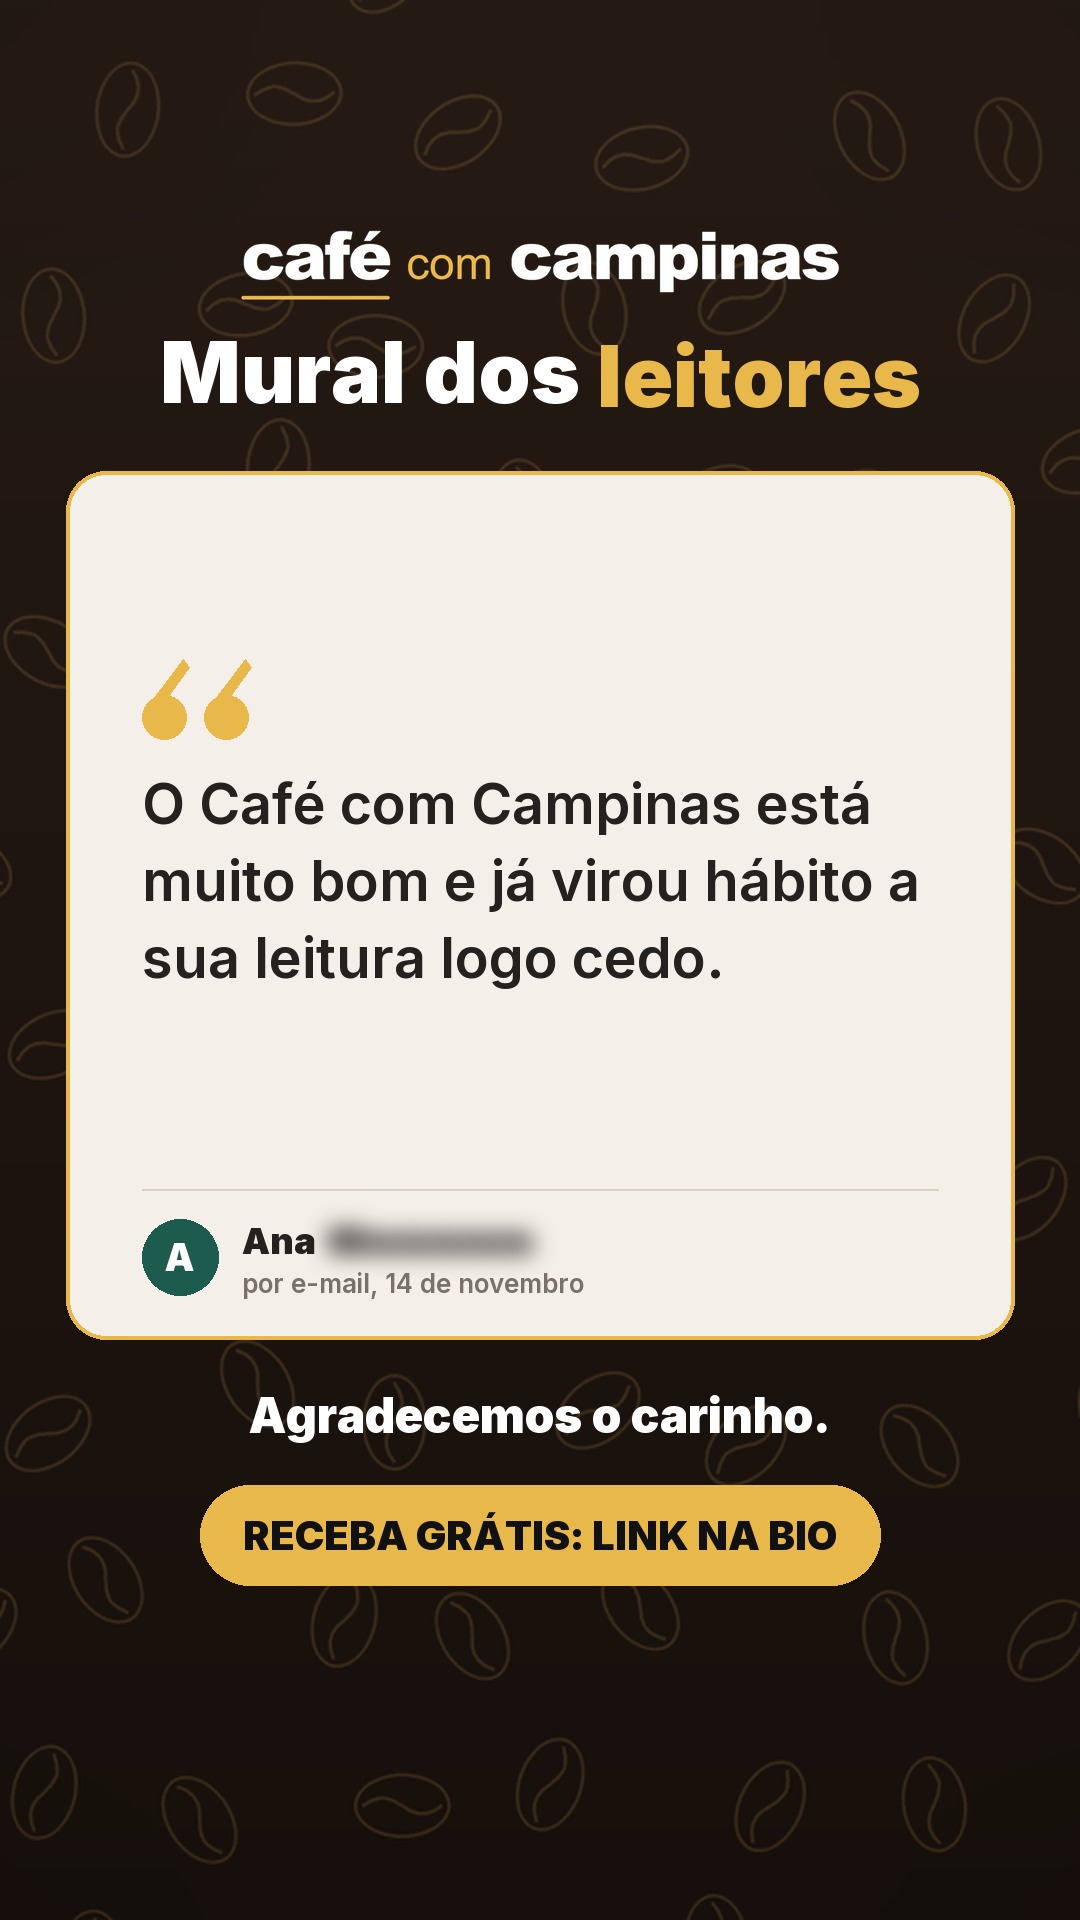 café com campinas
Mural dos leitores
O Café com Campinas está
muito bom e já virou hábito a
sua leitura logo cedo.
A
Ana
por e-mail, 14 de novembro
Agradecemos o carinho.
RECEBA GRÁTIS: LINK NA BIO